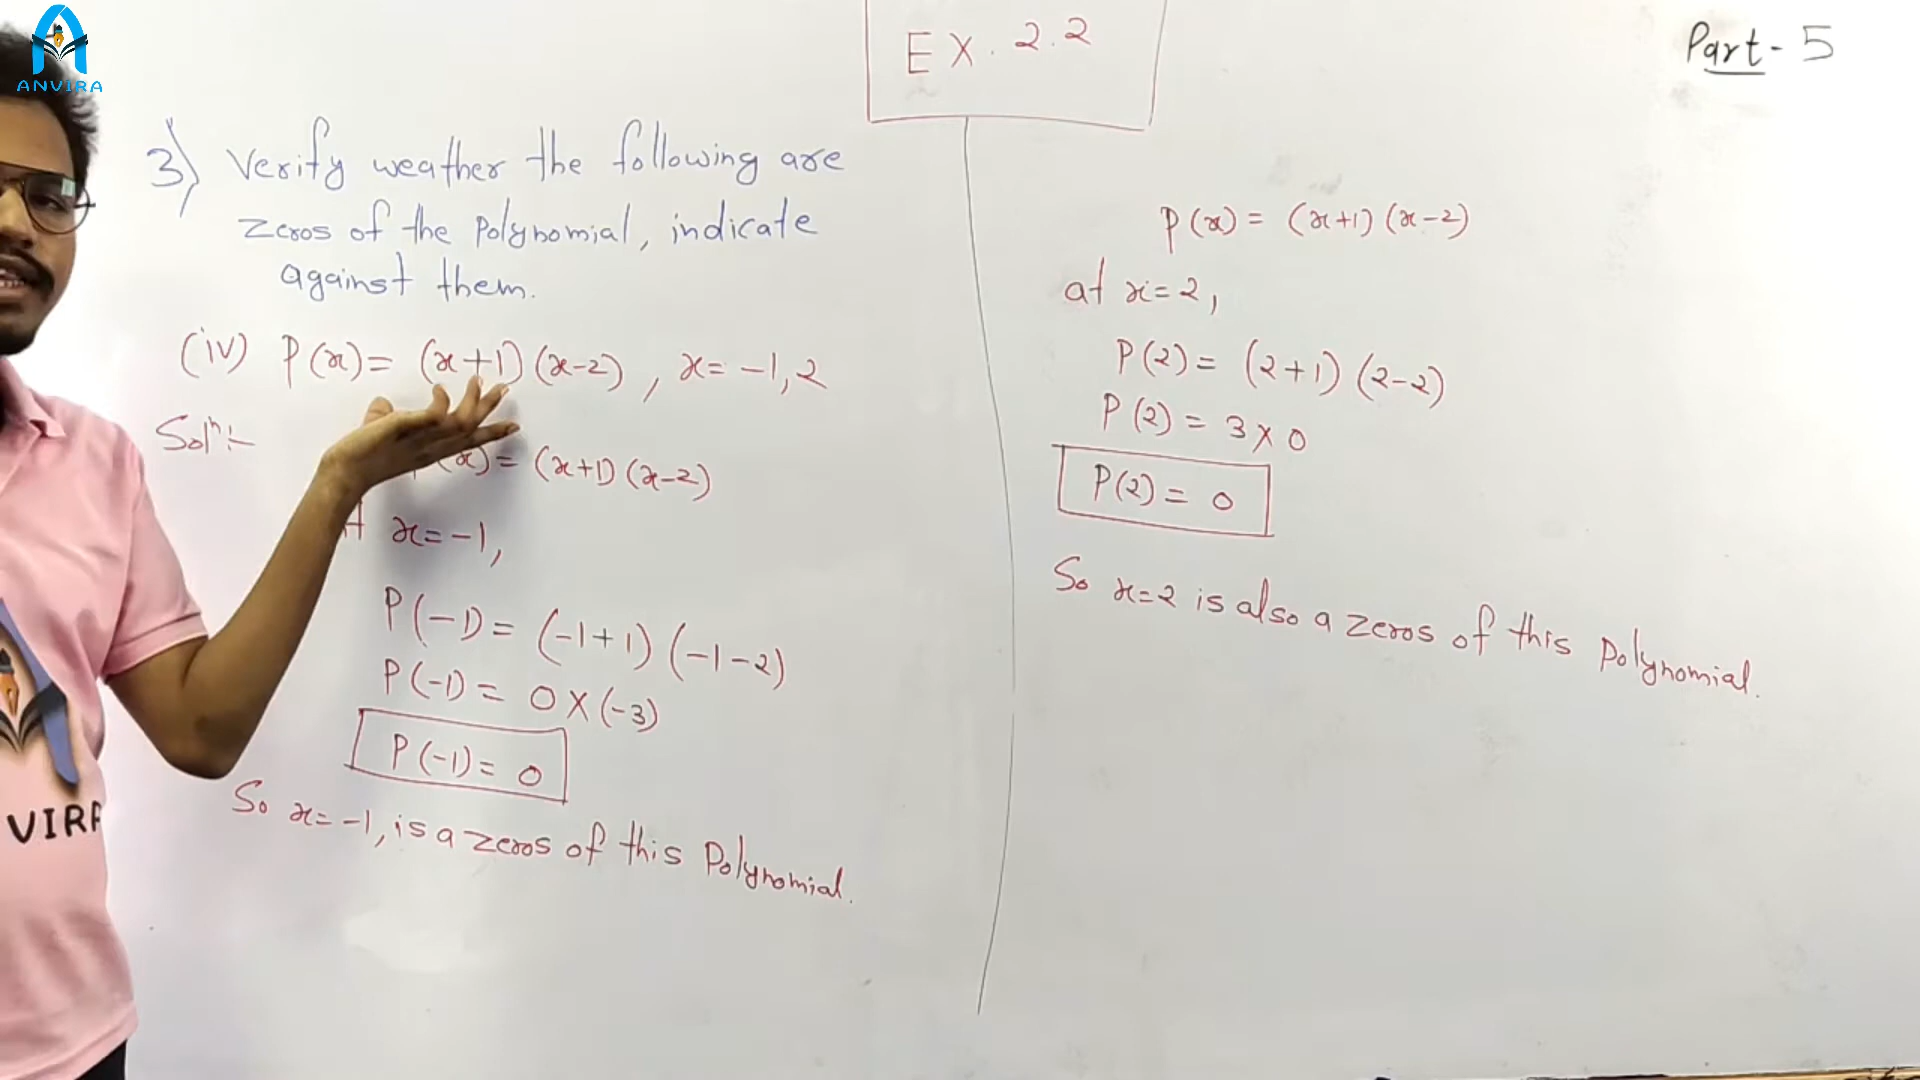 ANVIRA
EX. 2.2
Part - 5
3) Verify weather the following are
zeros of the polynomial, indicate
against them.
(iv) P(x) = (x+1)(x-2), x = -1, 2
Solⁿ:-
(x) = (x+1)(x-2)
x = -1,
P(-1) = (-1+1)(-1-2)
P(-1) = 0 X (-3)
P(-1) = 0
So x = -1, is a zeros of this Polynomial.
P(x) = (x+1)(x-2)
at x = 2,
P(2) = (2+1)(2-2)
P(2) = 3 x 0
P(2) = 0
So x = 2 is also a zeros of this Polynomial.
VIRA